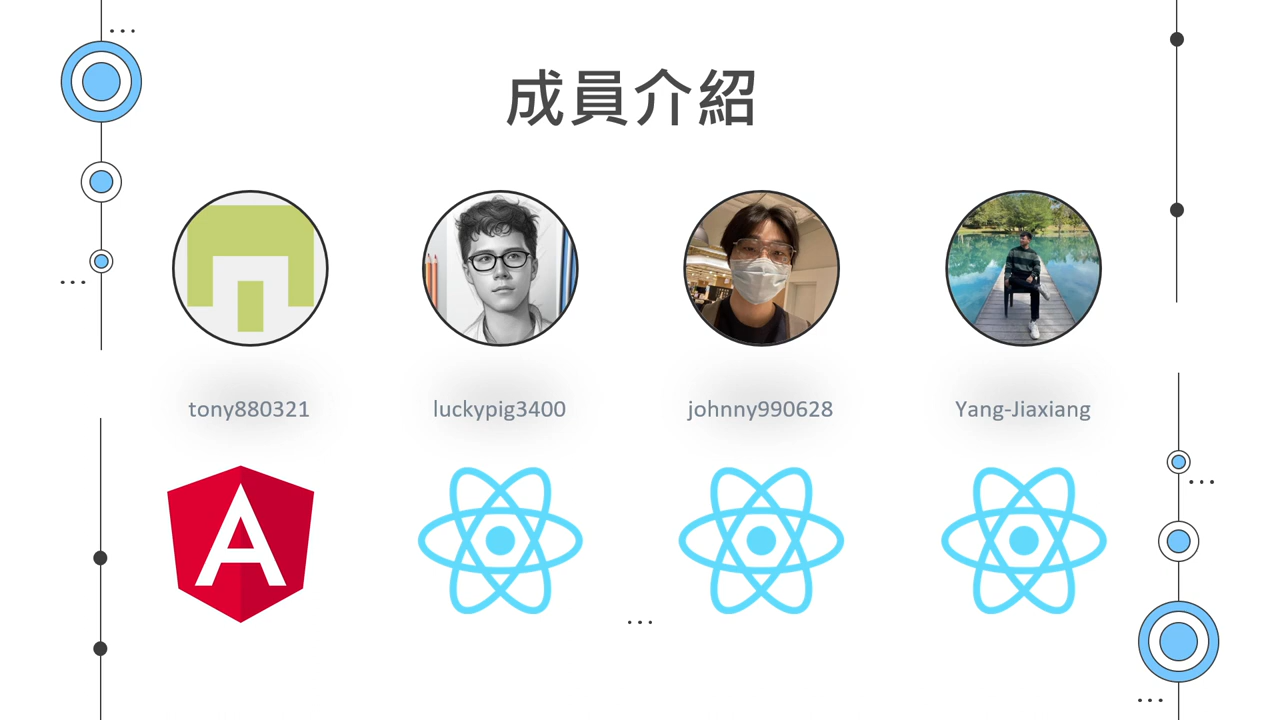 成員介紹
tony880321
luckypig3400
johnny990628
Yang-Jiaxiang